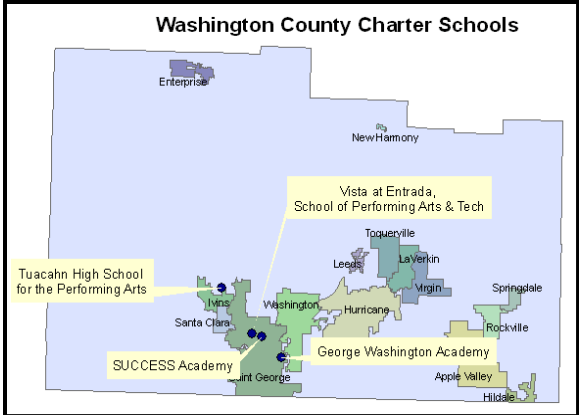 Washington County Charter Schools
Enterprise
New Harmony
Vista at Entrada,
School of Performing Arts & Tech
Toquerville
Leeds
LaVerkin
Tuacahn High School
for the Performing Arts
Virgin
Springdale
Ivins
Washington
Hurricane
Santa Clara
Rockville
George Washington Academy
SUCCESS Academy
Saint George
Apple Valley
Hildale